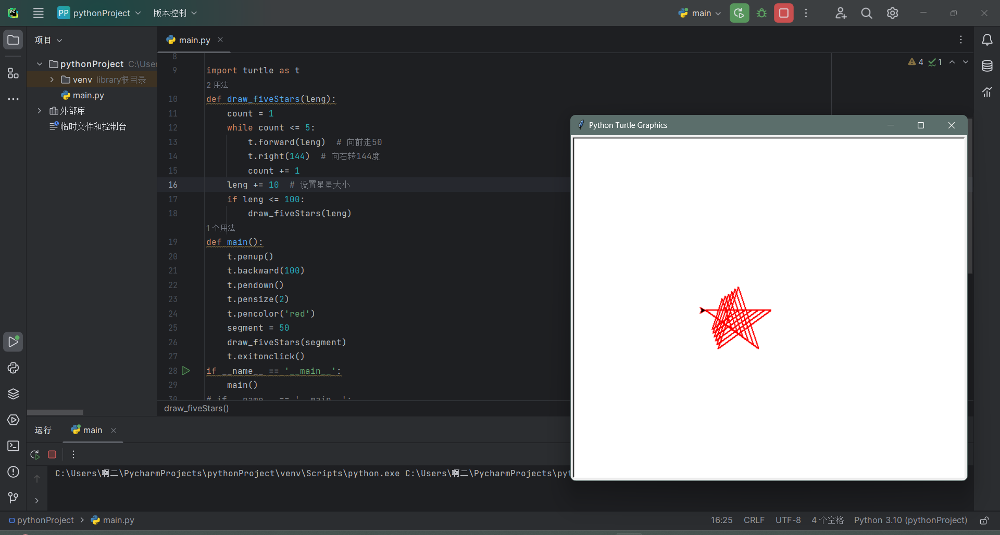 PP pythonProject 版本控制
main
项目
main.py
pythonProject C:\User
venv library根目录
main.py
外部库
临时文件和控制台
4 1
8
9 import turtle as t
2 用法
10 def draw_fiveStars(leng):
11 count = 1
12 while count <= 5:
13 t.forward(leng) # 向前走50
14 t.right(144) # 向右转144度
15 count += 1
16 leng += 10 # 设置星星大小
17 if leng <= 100:
18 draw_fiveStars(leng)
1 个用法
19 def main():
20 t.penup()
21 t.backward(100)
22 t.pendown()
23 t.pensize(2)
24 t.pencolor('red')
25 segment = 50
26 draw_fiveStars(segment)
27 t.exitonclick()
28 if __name__ == '__main__':
29 main()
30 # if __name__ == '__main__':
draw_fiveStars()
Python Turtle Graphics
运行 main
C:\Users\啊二\PycharmProjects\pythonProject\venv\Scripts\python.exe C:\Users\啊二\PycharmProjects\pyt
pythonProject > main.py
16:25 CRLF UTF-8 4 个空格 Python 3.10 (pythonProject)